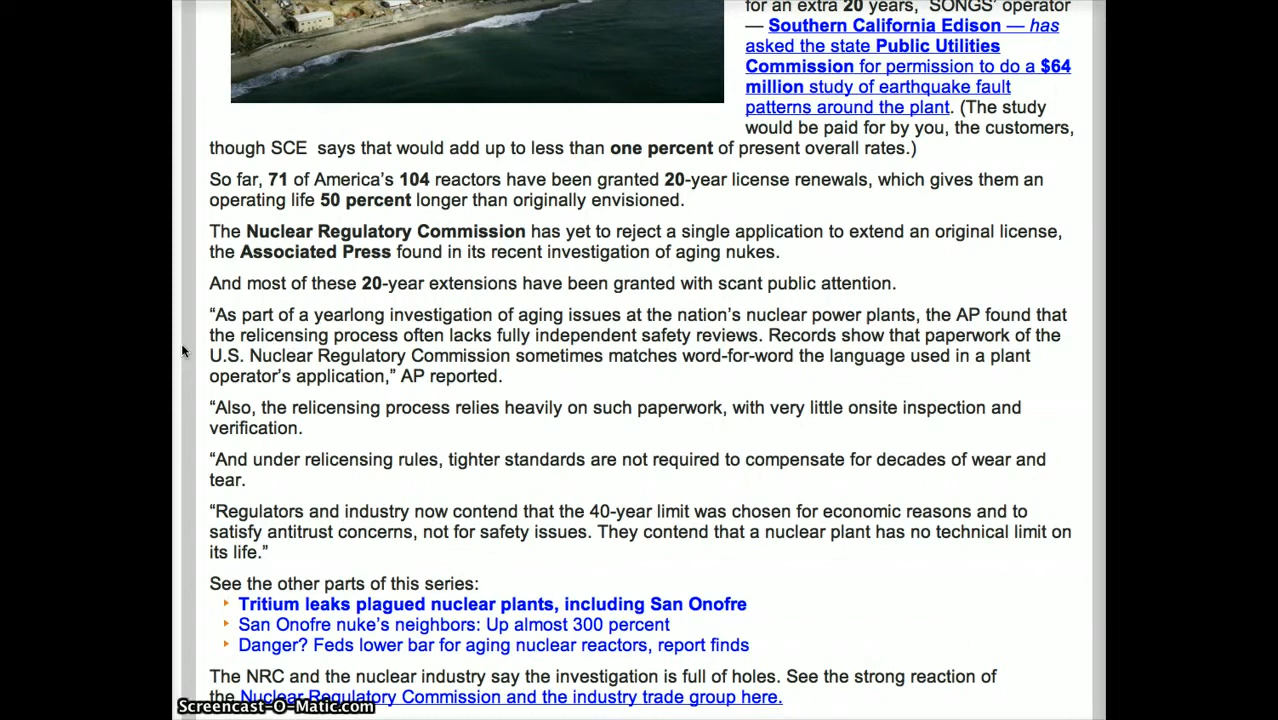 for an extra 20 years, SONGS’ operator
— Southern California Edison — has
asked the state Public Utilities
Commission for permission to do a $64
million study of earthquake fault
patterns around the plant. (The study
would be paid for by you, the customers,
though SCE says that would add up to less than one percent of present overall rates.)
So far, 71 of America’s 104 reactors have been granted 20-year license renewals, which gives them an
operating life 50 percent longer than originally envisioned.
The Nuclear Regulatory Commission has yet to reject a single application to extend an original license,
the Associated Press found in its recent investigation of aging nukes.
And most of these 20-year extensions have been granted with scant public attention.
“As part of a yearlong investigation of aging issues at the nation’s nuclear power plants, the AP found that
the relicensing process often lacks fully independent safety reviews. Records show that paperwork of the
U.S. Nuclear Regulatory Commission sometimes matches word-for-word the language used in a plant
operator’s application,” AP reported.
“Also, the relicensing process relies heavily on such paperwork, with very little onsite inspection and
verification.
“And under relicensing rules, tighter standards are not required to compensate for decades of wear and
tear.
“Regulators and industry now contend that the 40-year limit was chosen for economic reasons and to
satisfy antitrust concerns, not for safety issues. They contend that a nuclear plant has no technical limit on
its life.”
See the other parts of this series:
Tritium leaks plagued nuclear plants, including San Onofre
San Onofre nuke’s neighbors: Up almost 300 percent
Danger? Feds lower bar for aging nuclear reactors, report finds
The NRC and the nuclear industry say the investigation is full of holes. See the strong reaction of
the Nuclear Regulatory Commission and the industry trade group here.
Screencast-O-Matic.com